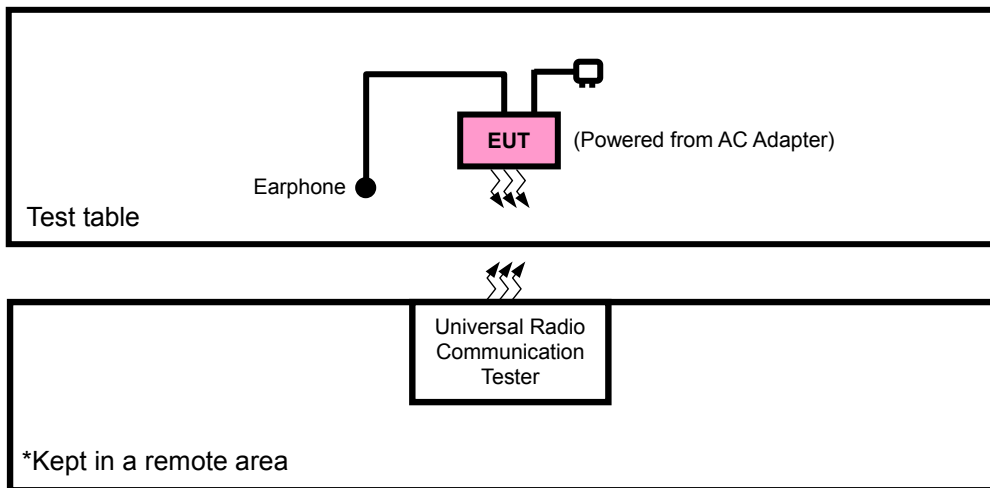 EUT
(Powered from AC Adapter)
Earphone
Test table
Universal Radio
Communication
Tester
*Kept in a remote area